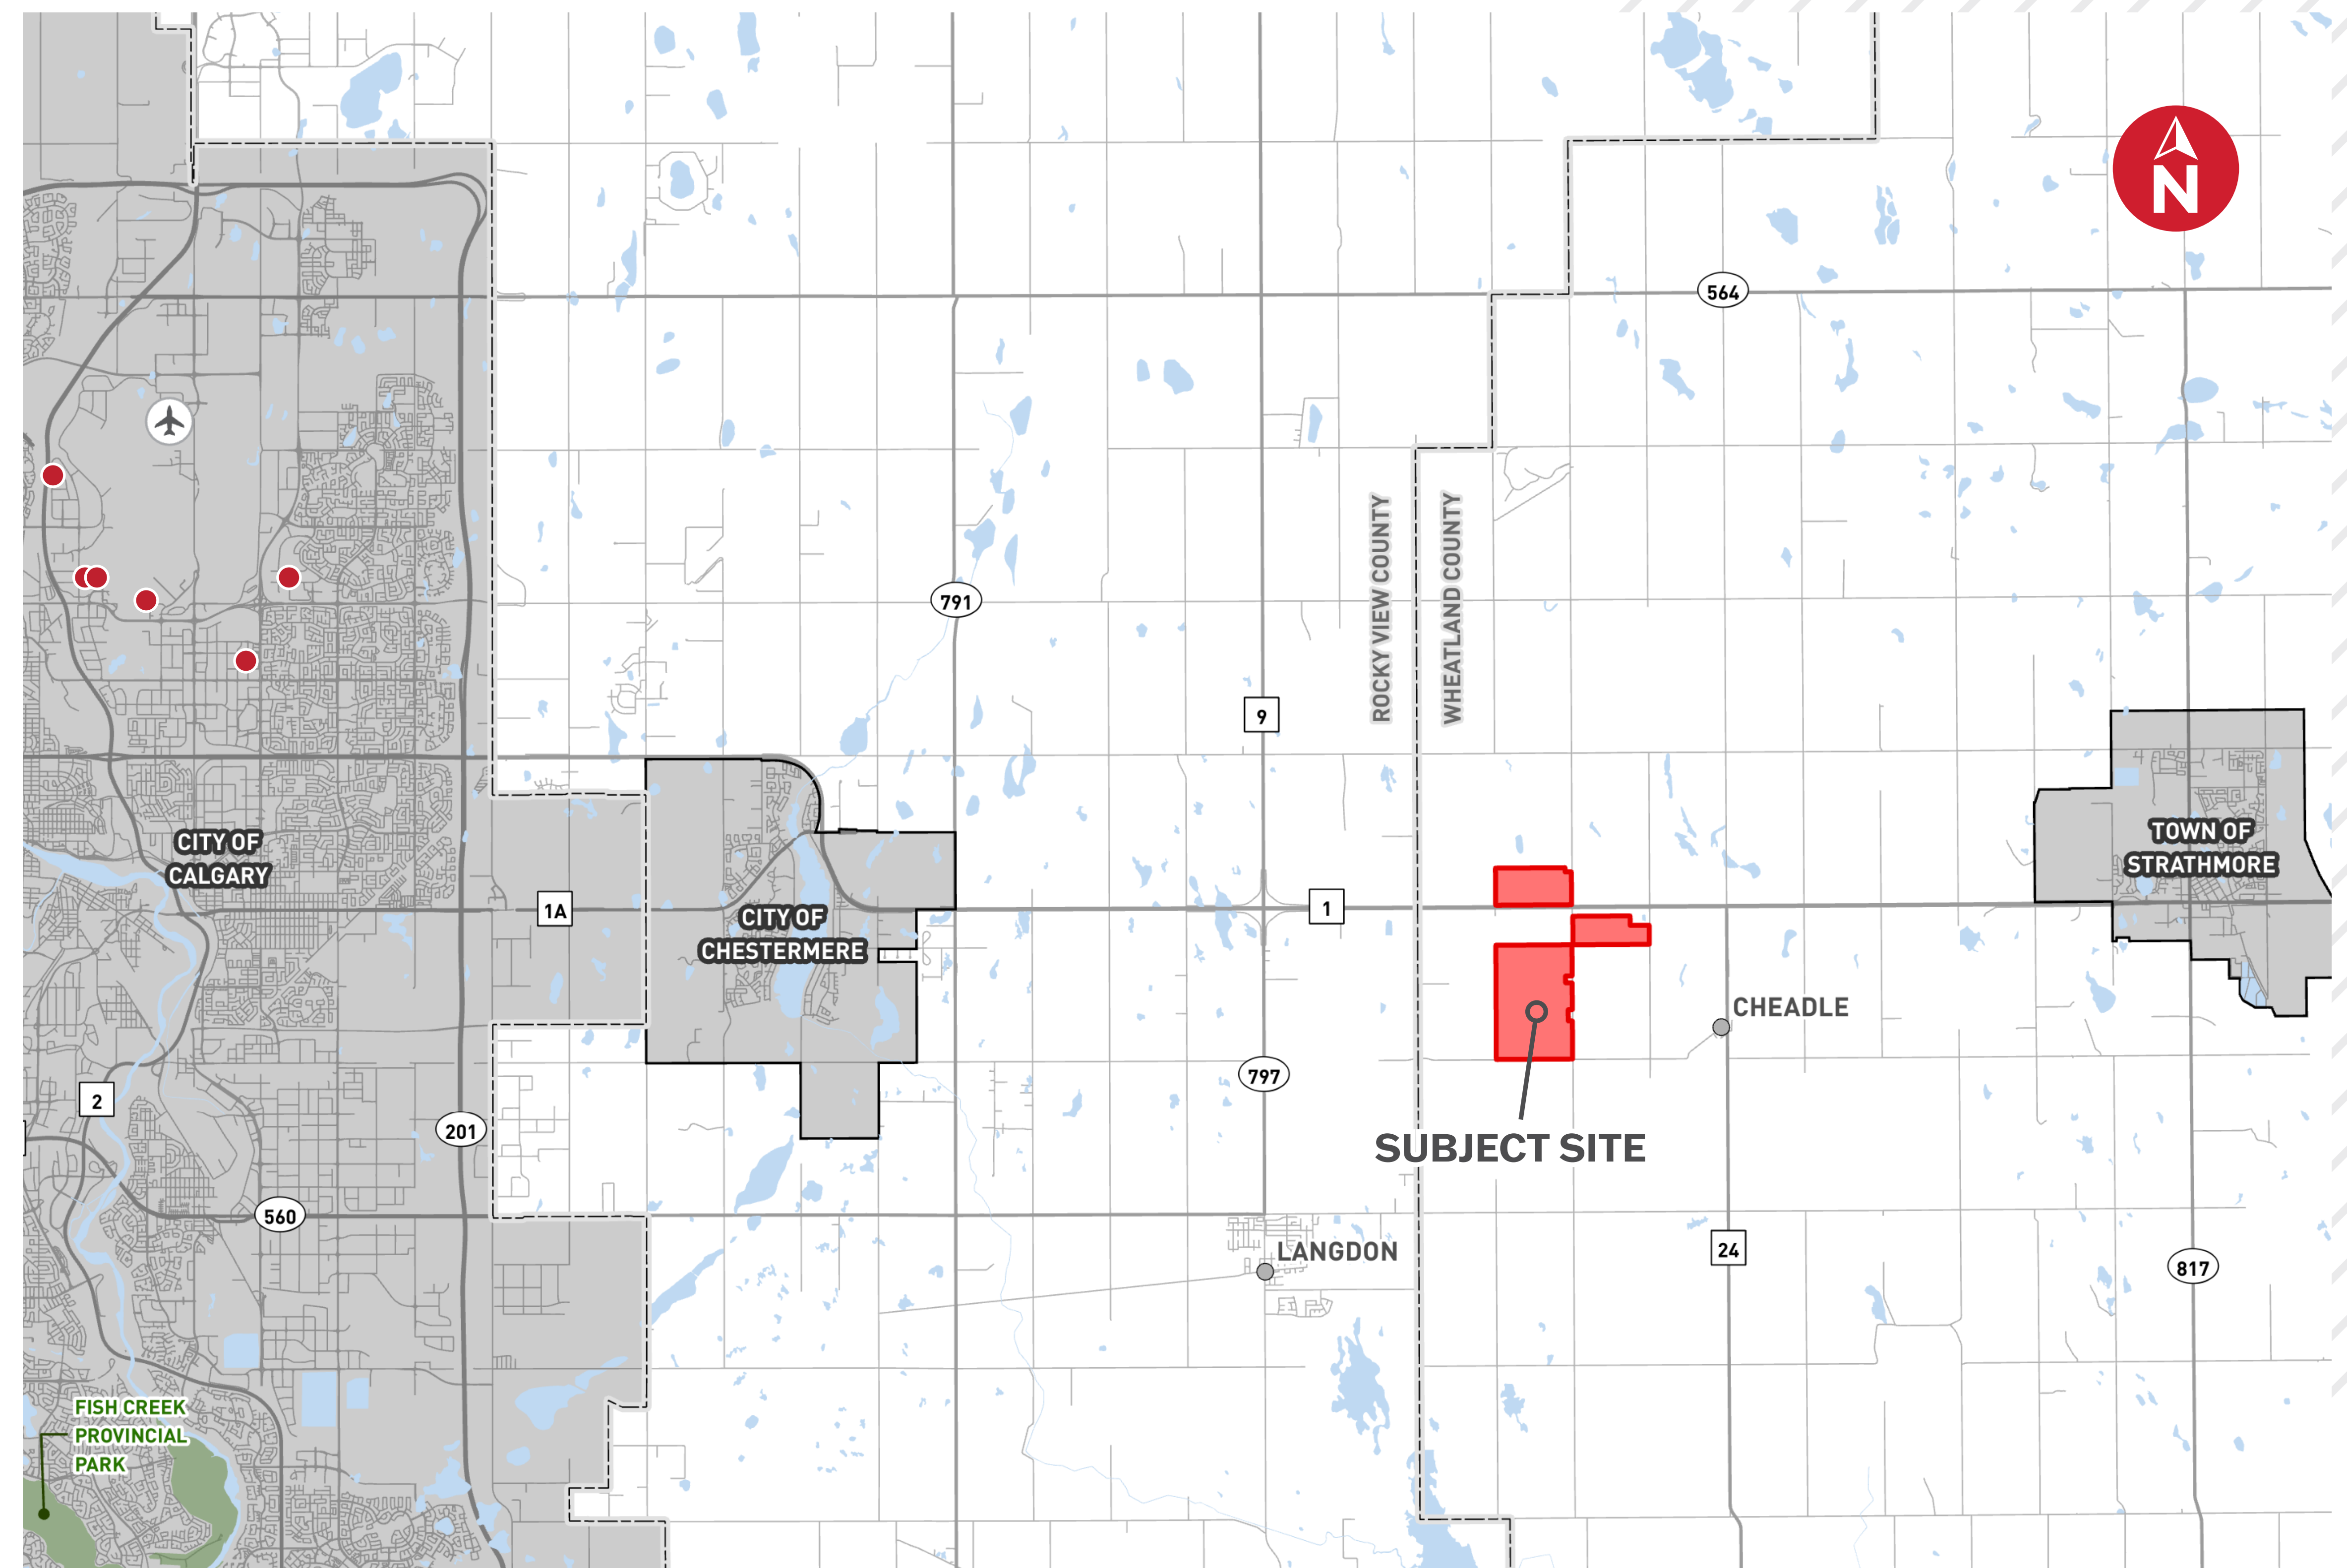 N
564
791
ROCKY VIEW COUNTY
WHEATLAND COUNTY
9
CITY OF
CALGARY
TOWN OF
STRATHMORE
1A
1
CITY OF
CHESTERMERE
CHEADLE
797
2
201
SUBJECT SITE
560
LANGDON
24
817
FISH CREEK
PROVINCIAL
PARK